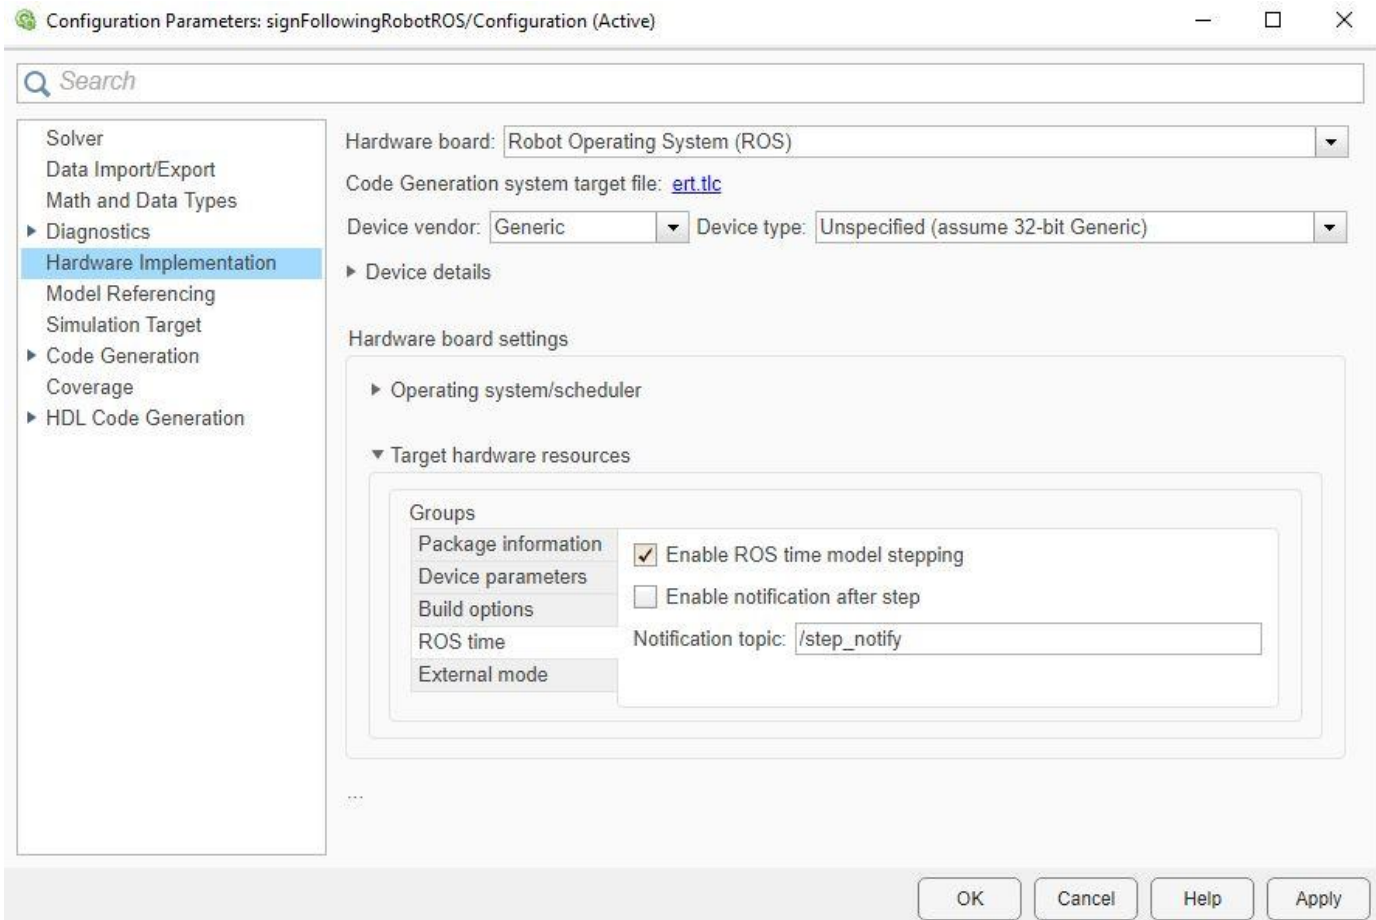 Configuration Parameters: signFollowingRobotROS/Configuration (Active)
Search
Solver
Data Import/Export
Math and Data Types
Diagnostics
Hardware Implementation
Model Referencing
Simulation Target
Code Generation
Coverage
HDL Code Generation
Hardware board: Robot Operating System (ROS)
Code Generation system target file: ert.tlc
Device vendor: Generic Device type: Unspecified (assume 32-bit Generic)
Device details
Hardware board settings
Operating system/scheduler
Target hardware resources
Groups
Package information
Device parameters
Build options
ROS time
External mode
Enable ROS time model stepping
Enable notification after step
Notification topic: /step_notify
...
OK Cancel Help Apply